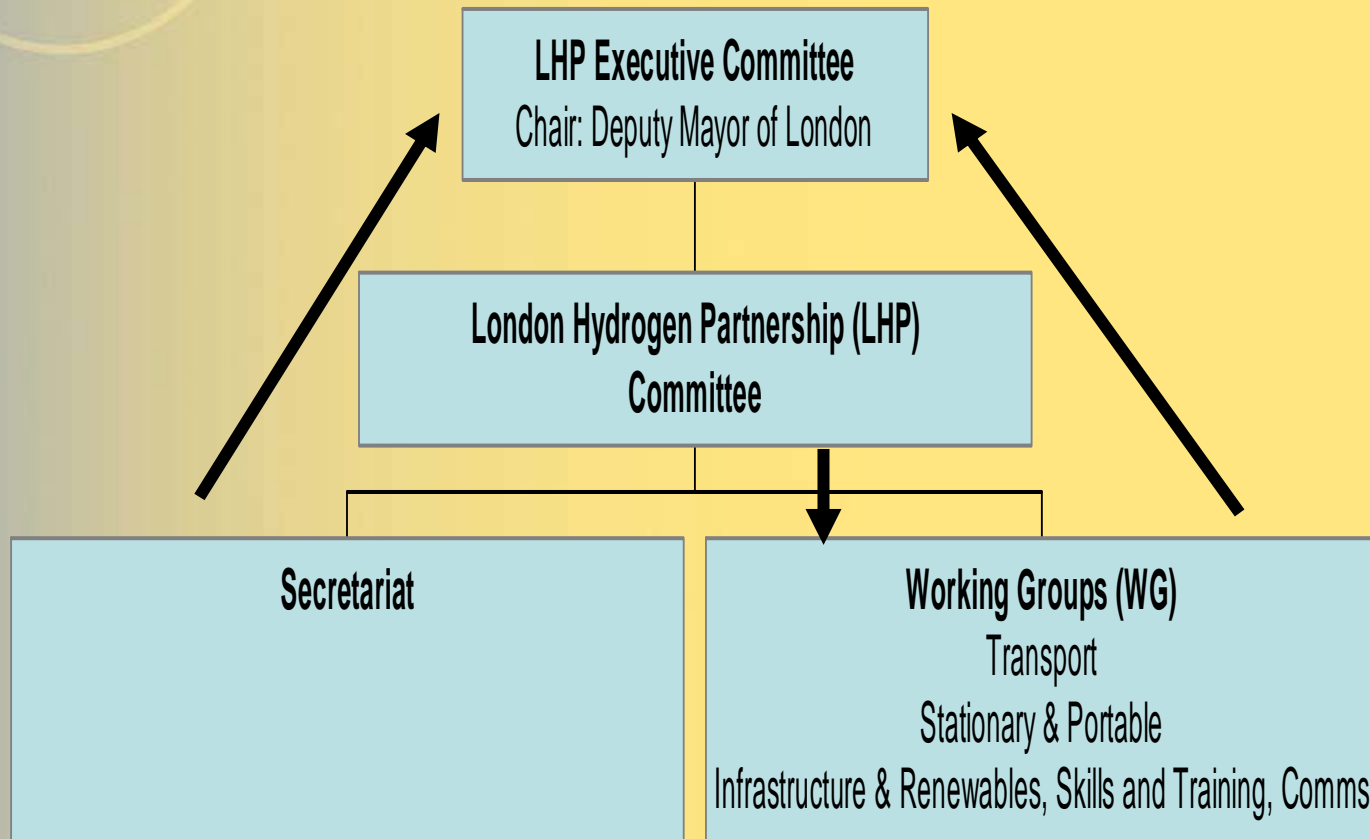 LHP Executive Committee
Chair: Deputy Mayor of London
London Hydrogen Partnership (LHP)
Committee
Secretariat
Working Groups (WG)
Transport
Stationary & Portable
Infrastructure & Renewables, Skills and Training, Comms